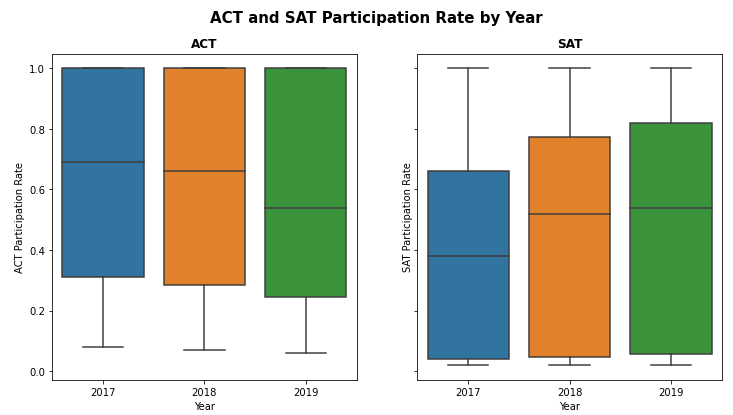 ACT and SAT Participation Rate by Year
ACT
1.0
0.8
0.6
0.4
0.2
0.0
ACT Participation Rate
2017 2018 2019
Year
SAT
SAT Participation Rate
2017 2018 2019
Year